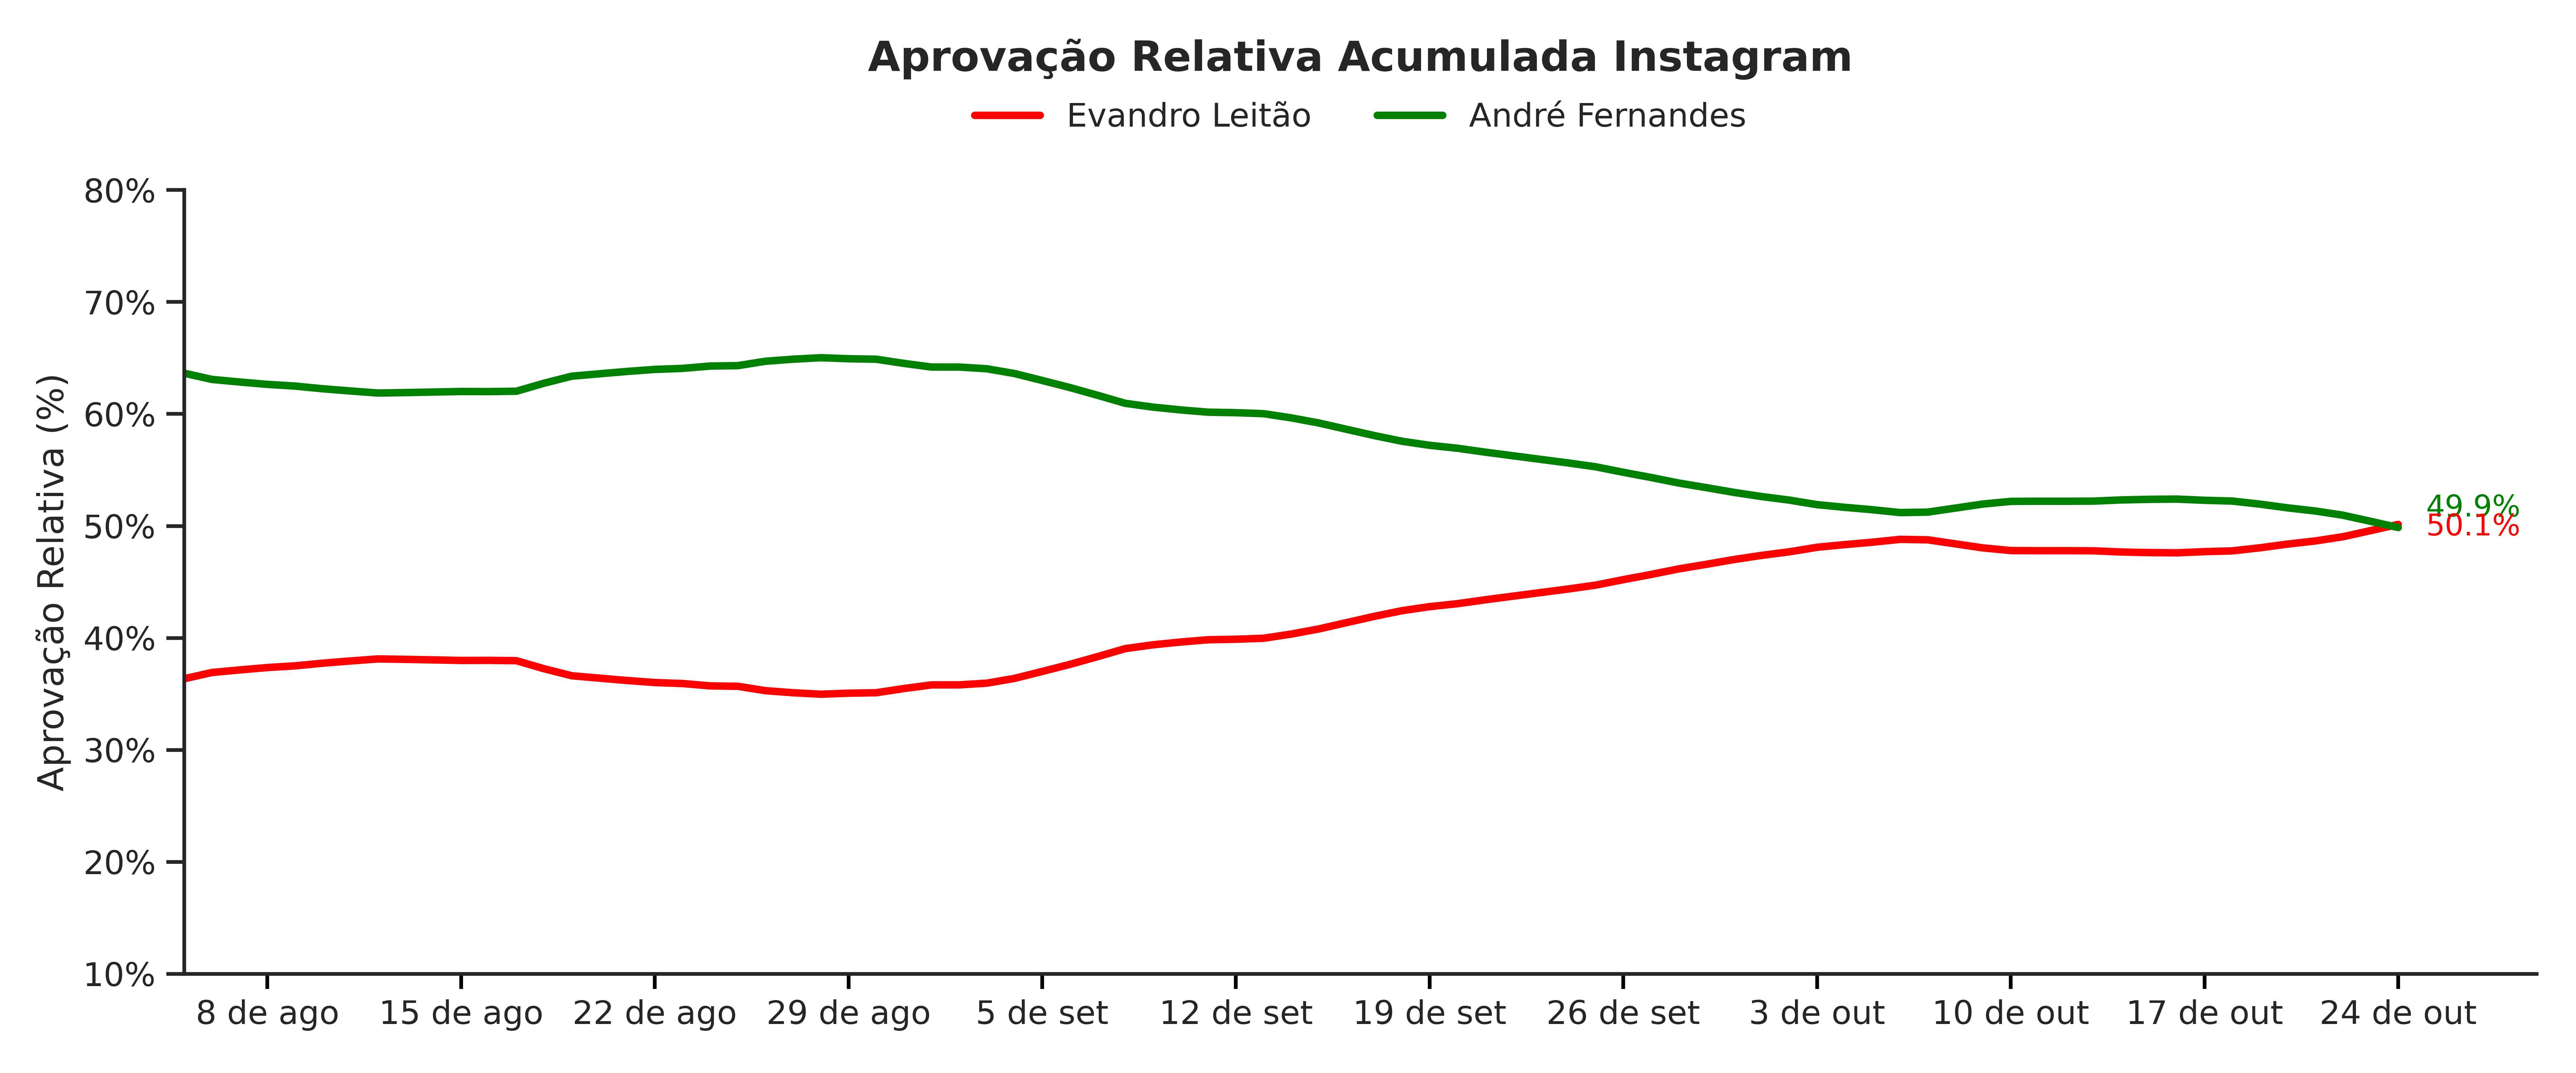 Aprovação Relativa Acumulada Instagram
Evandro Leitão André Fernandes
Aprovação Relativa (%)
80%
70%
60%
50%
40%
30%
20%
10%
49.9%
50.1%
8 de ago 15 de ago 22 de ago 29 de ago 5 de set 12 de set 19 de set 26 de set 3 de out 10 de out 17 de out 24 de out